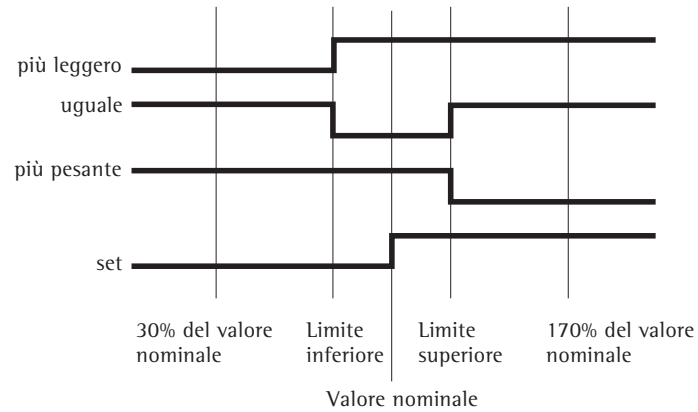 più leggero
uguale
più pesante
set
30% del valore
nominale
Limite
inferiore
Limite
superiore
170% del valore
nominale
Valore nominale